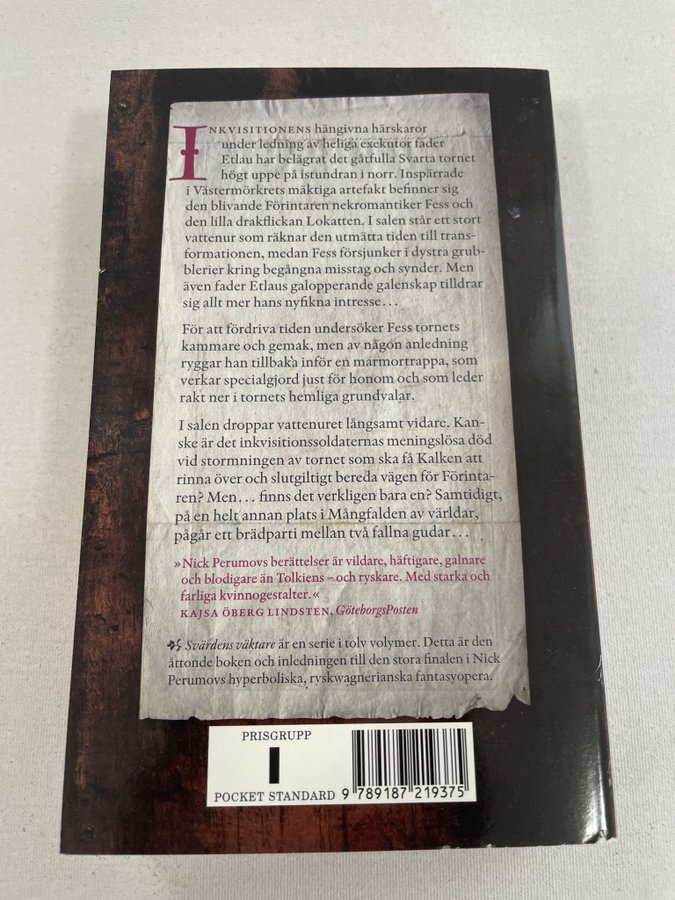 INKVISITIONENS hängivna härskaror
under ledning av heliga exekutor fader
Etlau har belägrat det gåtfulla Svarta tornet
högt uppe på istundran i norr. Inspärrade
i Västermörkrets mäktiga artefakt befinner sig
den blivande Förintaren nekromantiker Fess och
den lilla drakflickan Lokatten. I salen står ett stort
vattenur som räknar den utmätta tiden till trans-
formationen, medan Fess försjunker i dystra grub-
blerier kring begångna misstag och synder. Men
även fader Etlaus galopperande galenskap tilldrar
sig allt mer hans nyfikna intresse...
För att fördriva tiden undersöker Fess tornets
kammare och gemak, men av någon anledning
ryggar han tillbaka inför en marmortrappa, som
verkar specialgjord just för honom och som leder
rakt ner i tornets hemliga grundvalar.
I salen droppar vattenuret långsamt vidare. Kan-
ske är det inkvisitionssoldaternas meningslösa död
vid stormningen av tornet som ska få Kalken att
rinna över och slutgiltigt bereda vägen för Förinta-
ren? Men... finns det verkligen bara en? Samtidigt,
på en helt annan plats i Mångfalden av världar,
pågår ett brädparti mellan två fallna gudar...
»Nick Perumovs berättelser är vildare, häftigare, galnare
och blodigare än Tolkiens – och ryskare. Med starka och
farliga kvinnogestalter.«
KAJSA ÖBERG LINDSTEN, GöteborgsPosten
Svärdens väktare är en serie i tolv volymer. Detta är den
åttonde boken och inledningen till den stora finalen i Nick
Perumovs hyperboliska, ryskwagnerianska fantasyopera.
PRISGRUPP
POCKET STANDARD
9 789187 219375